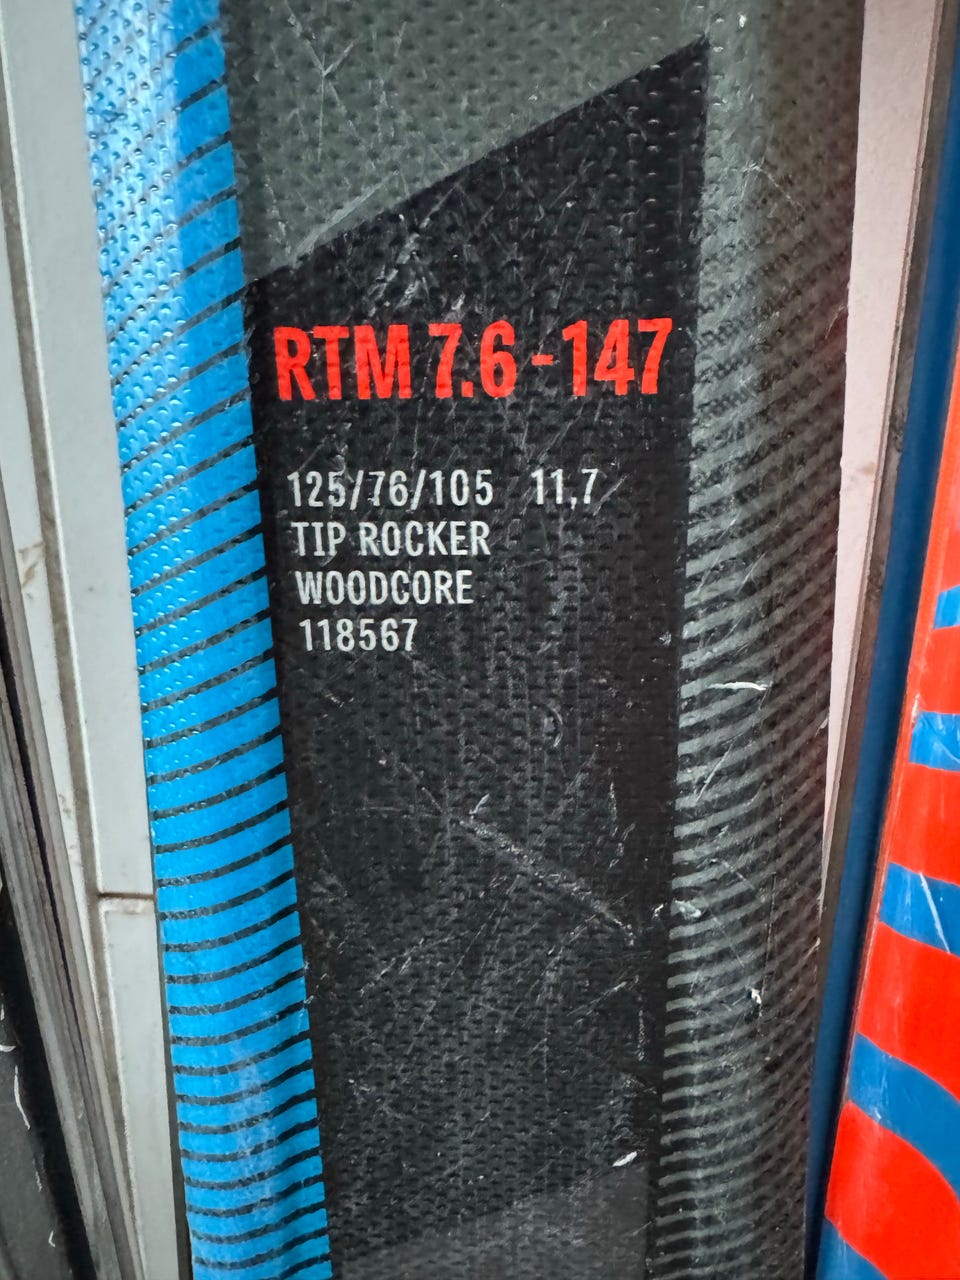 RTM 7.6 - 147
125/76/105 11,7
TIP ROCKER
WOODCORE
118567